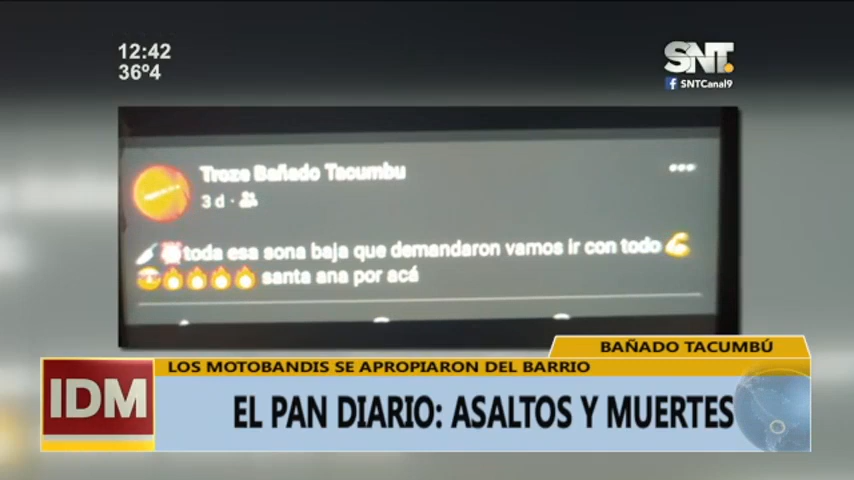 12:42
36º4
SNT.
SNTCanal9
Troze Bañado Tacumbu
3 d ·
toda esa sona baja que demandaron vamos ir con todo
santa ana por acá
BAÑADO TACUMBÚ
LOS MOTOBANDIS SE APROPIARON DEL BARRIO
IDM
EL PAN DIARIO: ASALTOS Y MUERTES